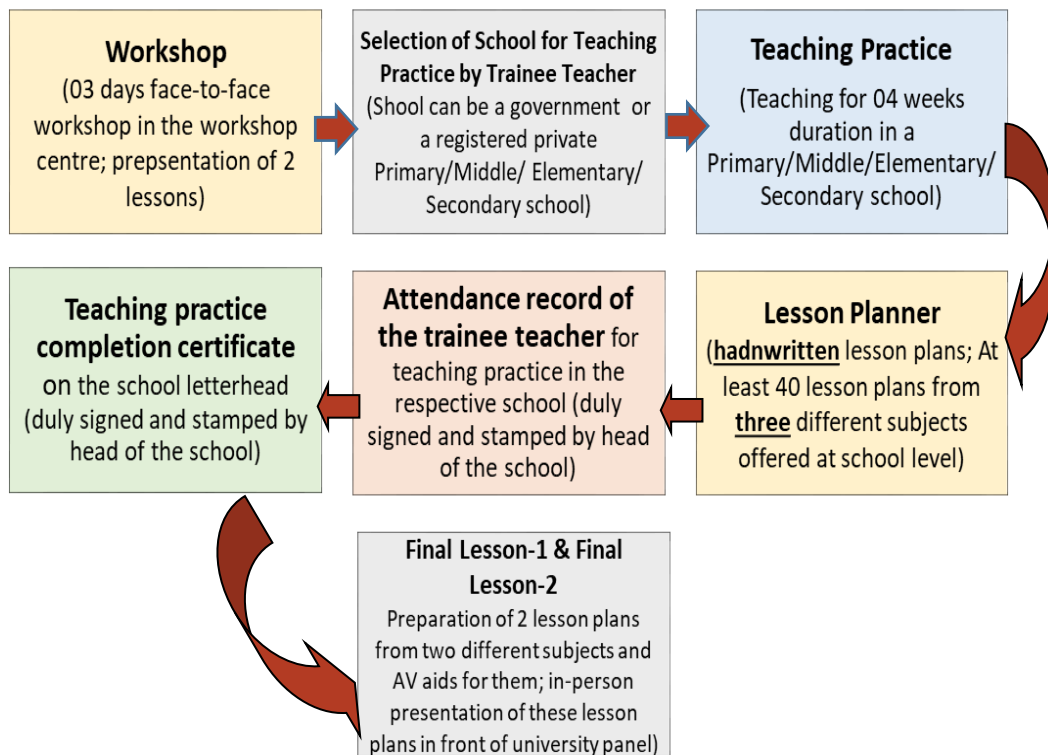 Workshop
(03 days face-to-face
workshop in the workshop
centre; prepsentation of 2
lessons)
Selection of School for Teaching
Practice by Trainee Teacher
(Shool can be a government or
a registered private
Primary/Middle/ Elementary/
Secondary school)
Teaching Practice
(Teaching for 04 weeks
duration in a
Primary/Middle/Elementary/
Secondary school)
Lesson Planner
(hadnwritten lesson plans; At
least 40 lesson plans from
three different subjects
offered at school level)
Attendance record of
the trainee teacher for
teaching practice in the
respective school (duly
signed and stamped by head
of the school)
Teaching practice
completion certificate
on the school letterhead
(duly signed and stamped by
head of the school)
Final Lesson-1 & Final
Lesson-2
Preparation of 2 lesson plans
from two different subjects and
AV aids for them; in-person
presentation of these lesson
plans in front of university panel)